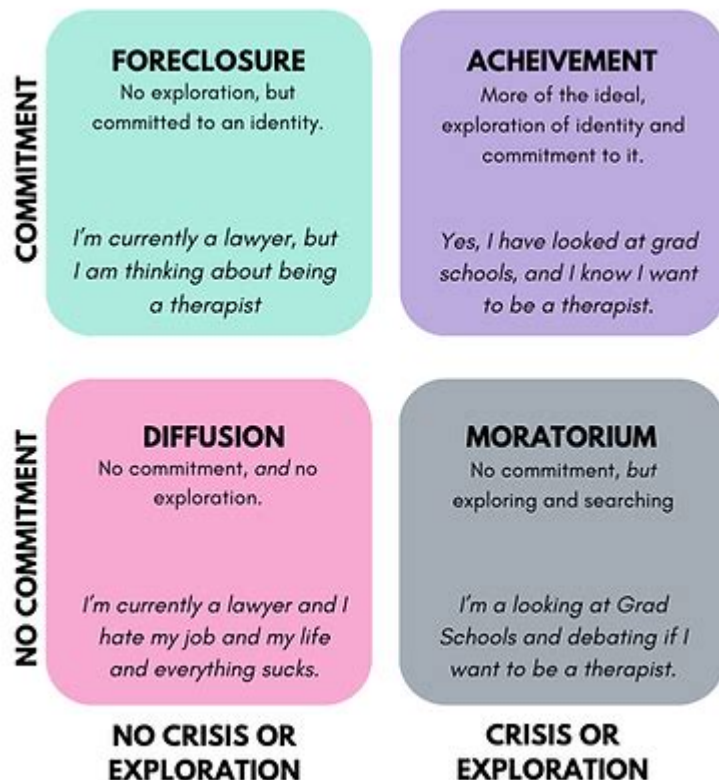 COMMITMENT
FORECLOSURE
No exploration, but
committed to an identity.
I'm currently a lawyer, but
I am thinking about being
a therapist
ACHEIVEMENT
More of the ideal,
exploration of identity and
commitment to it.
Yes, I have looked at grad
schools, and I know I want
to be a therapist.
NO COMMITMENT
DIFFUSION
No commitment, and no
exploration.
I'm currently a lawyer and I
hate my job and my life
and everything sucks.
MORATORIUM
No commitment, but
exploring and searching
I'm a looking at Grad
Schools and debating if I
want to be a therapist.
NO CRISIS OR
EXPLORATION
CRISIS OR
EXPLORATION